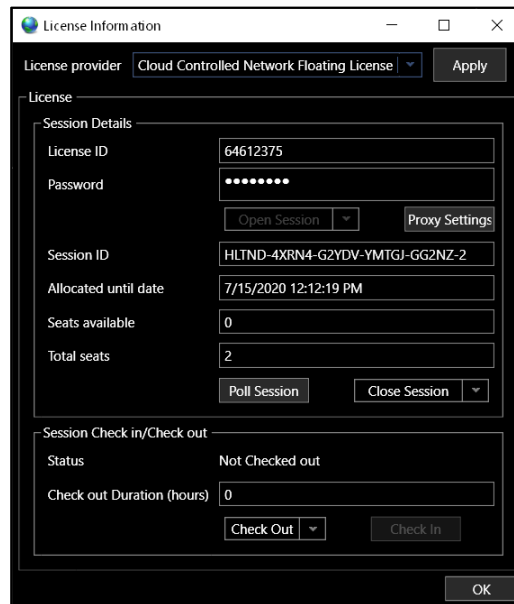 License Information
License provider Cloud Controlled Network Floating License Apply
License
Session Details
License ID 64612375
Password ●●●●●●●●
Open Session Proxy Settings
Session ID HLTND-4XRN4-G2YDV-YMTGJ-GG2NZ-2
Allocated until date 7/15/2020 12:12:19 PM
Seats available 0
Total seats 2
Poll Session Close Session
Session Check in/Check out
Status Not Checked out
Check out Duration (hours) 0
Check Out Check In
OK